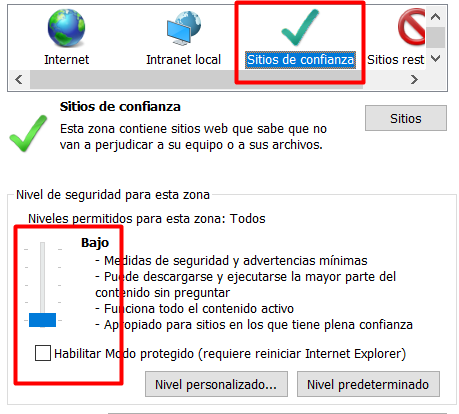 Internet
Intranet local
Sitios de confianza
Sitios rest
Sitios de confianza
Esta zona contiene sitios web que sabe que no
van a perjudicar a su equipo o a sus archivos.
Sitios
Nivel de seguridad para esta zona
Niveles permitidos para esta zona: Todos
Bajo
- Medidas de seguridad y advertencias mínimas
- Puede descargarse y ejecutarse la mayor parte del
contenido sin preguntar
- Funciona todo el contenido activo
- Apropiado para sitios en los que tiene plena confianza
Habilitar Modo protegido (requiere reiniciar Internet Explorer)
Nivel personalizado...
Nivel predeterminado